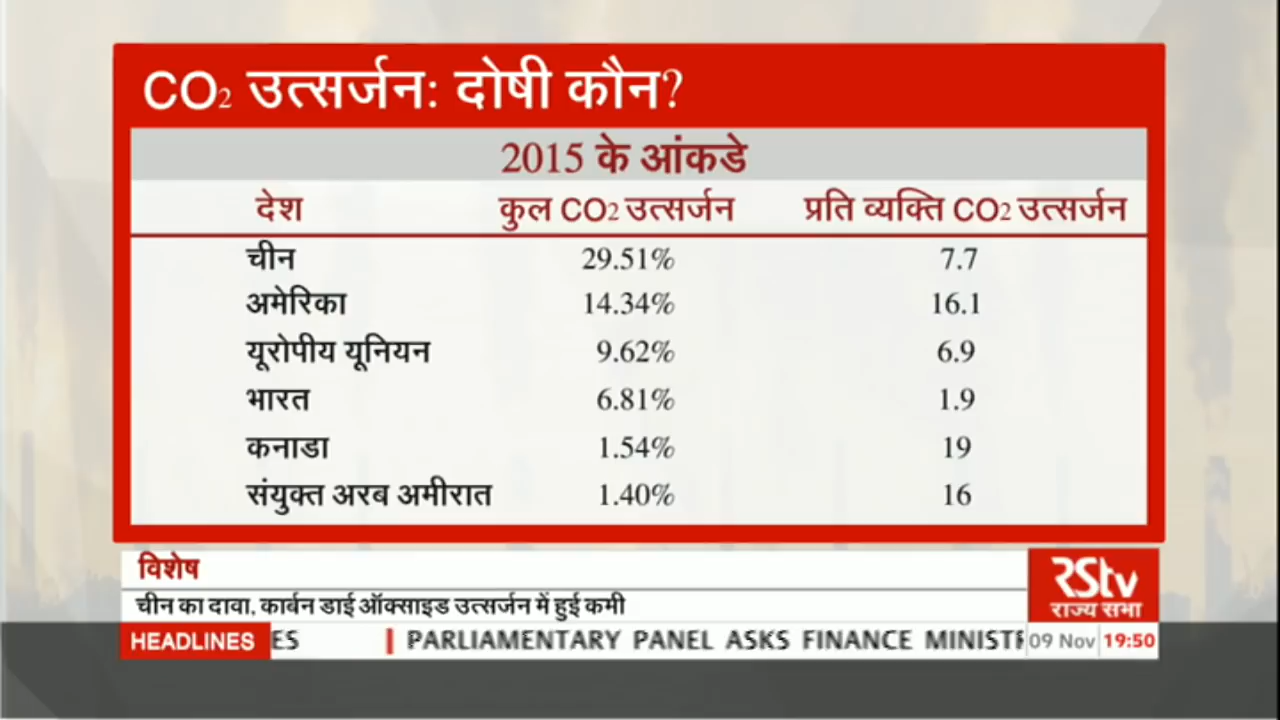 CO₂ उत्सर्जन: दोषी कौन?
2015 के आंकडे
देश कुल CO₂ उत्सर्जन प्रति व्यक्ति CO₂ उत्सर्जन
चीन 29.51% 7.7
अमेरिका 14.34% 16.1
यूरोपीय यूनियन 9.62% 6.9
भारत 6.81% 1.9
कनाडा 1.54% 19
संयुक्त अरब अमीरात 1.40% 16
विशेष
चीन का दावा, कार्बन डाई ऑक्साइड उत्सर्जन में हुई कमी
RStv
राज्य सभा
HEADLINES ES | PARLIAMENTARY PANEL ASKS FINANCE MINISTR 09 Nov 19:50